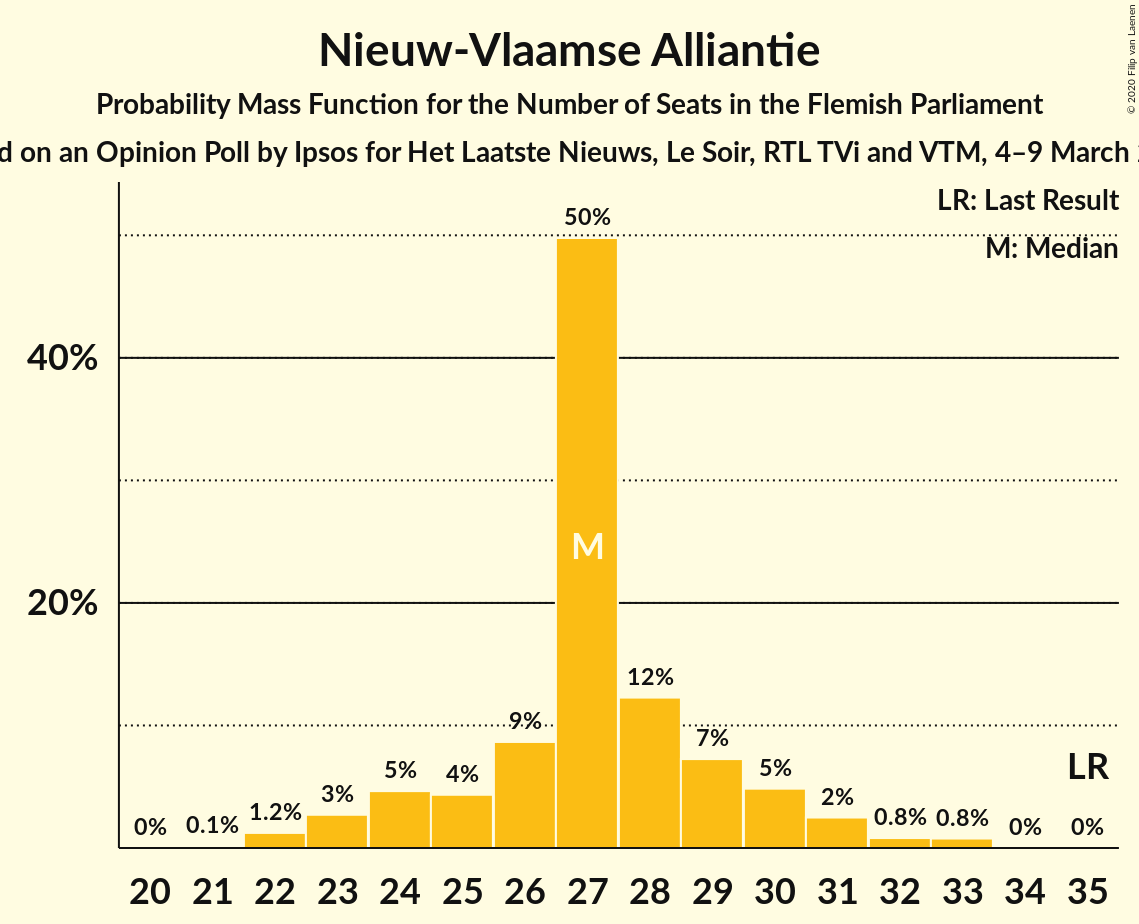 Nieuw-Vlaamse Alliantie
Probability Mass Function for the Number of Seats in the Flemish Parliament
on an Opinion Poll by Ipsos for Het Laatste Nieuws, Le Soir, RTL TVi and VTM, 4–9 March
© 2020 Filip van Laenen
LR: Last Result
M: Median
50%
40%
20%
M
0%
0.1%
1.2%
3%
5%
4%
9%
12%
7%
5%
2%
0.8%
0.8%
0%
0%
LR
20 21 22 23 24 25 26 27 28 29 30 31 32 33 34 35